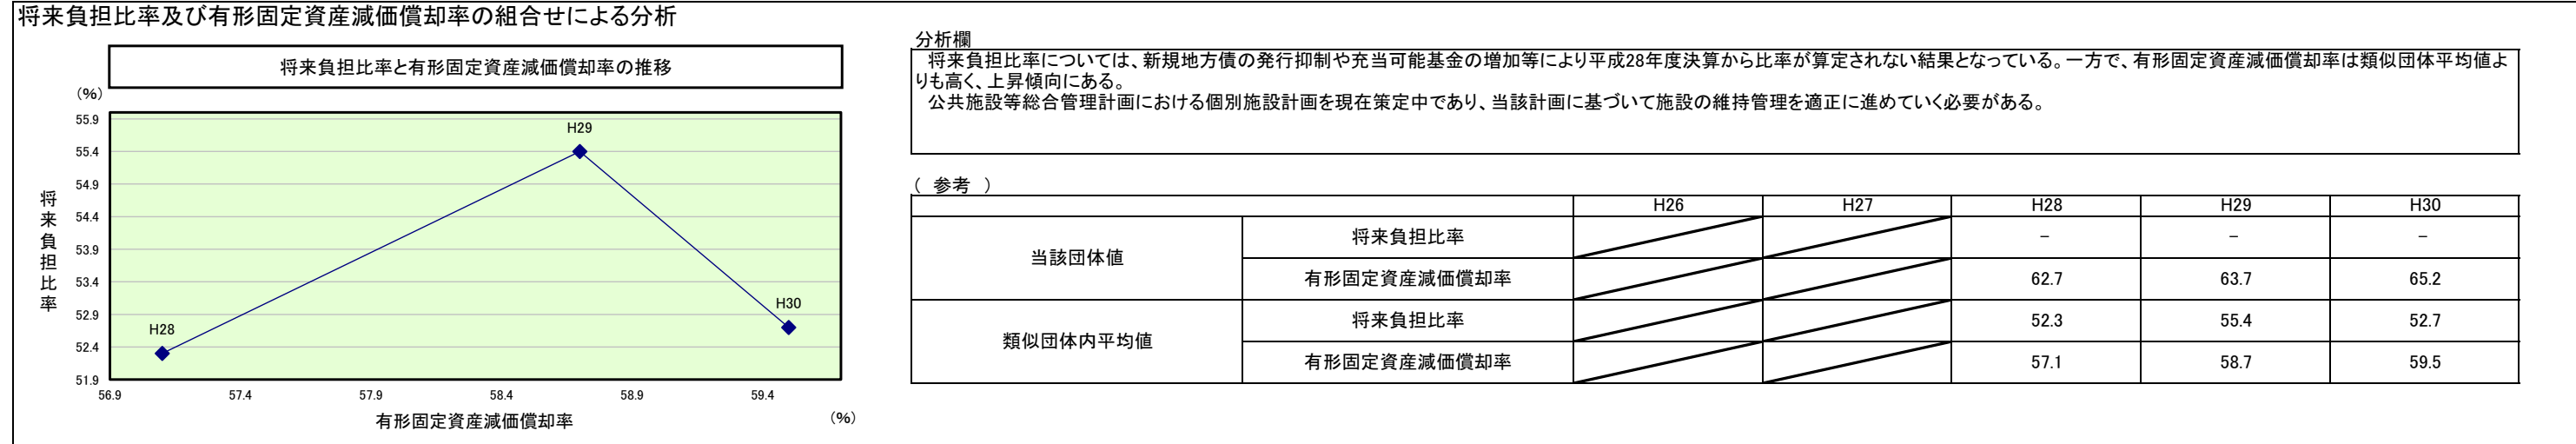 将来負担比率及び有形固定資産減価償却率の組合せによる分析
将来負担比率と有形固定資産減価償却率の推移
(%)
55.9
55.4
54.9
54.4
53.9
53.4
52.9
52.4
51.9
将来負担比率
H28
H29
H30
56.9 57.4 57.9 58.4 58.9 59.4
有形固定資産減価償却率
(%)
分析欄
将来負担比率については、新規地方債の発行抑制や充当可能基金の増加等により平成28年度決算から比率が算定されない結果となっている。一方で、有形固定資産減価償却率は類似団体平均値よ
りも高く、上昇傾向にある。
公共施設等総合管理計画における個別施設計画を現在策定中であり、当該計画に基づいて施設の維持管理を適正に進めていく必要がある。
( 参考 )
H26 H27 H28 H29 H30
当該団体値
将来負担比率 − − −
有形固定資産減価償却率 62.7 63.7 65.2
類似団体内平均値
将来負担比率 52.3 55.4 52.7
有形固定資産減価償却率 57.1 58.7 59.5